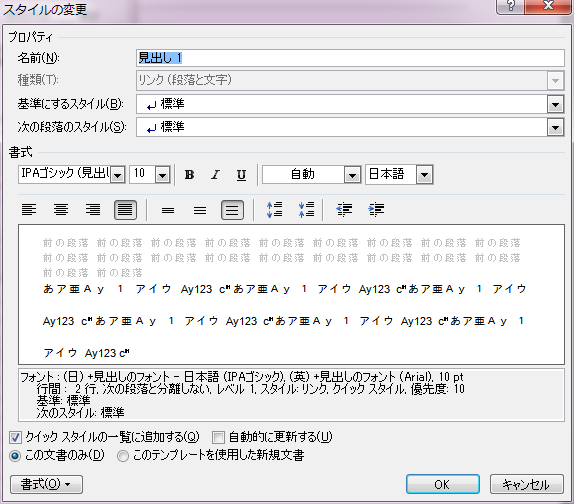 スタイルの変更
プロパティ
名前(N): 見出し 1
種類(T): リンク (段落と文字)
基準にするスタイル(B): ↵ 標準
次の段落のスタイル(S): ↵ 標準
書式
IPAゴシック (見出し 10 B I U 自動 日本語
前の段落 前の段落 前の段落 前の段落 前の段落 前の段落 前の段落 前の段落 前の段落
前の段落 前の段落 前の段落 前の段落 前の段落 前の段落 前の段落 前の段落 前の段落
前の段落 前の段落
あア亜Ａｙ １ アイウ Ay123 cᴹあア亜Ａｙ １ アイウ Ay123 cᴹあア亜Ａｙ １ アイウ
Ay123 cᴹあア亜Ａｙ １ アイウ Ay123 cᴹあア亜Ａｙ １ アイウ Ay123 cᴹあア亜Ａｙ １
アイウ Ay123 cᴹ
フォント : (日) +見出しのフォント - 日本語 (IPAゴシック), (英) +見出しのフォント (Arial), 10 pt
行間 : 2 行, 次の段落と分離しない, レベル 1, スタイル: リンク, クイック スタイル, 優先度: 10
基準: 標準
次のスタイル: 標準
クイック スタイルの一覧に追加する(Q) 自動的に更新する(U)
この文書のみ(D) このテンプレートを使用した新規文書
書式(O) OK キャンセル